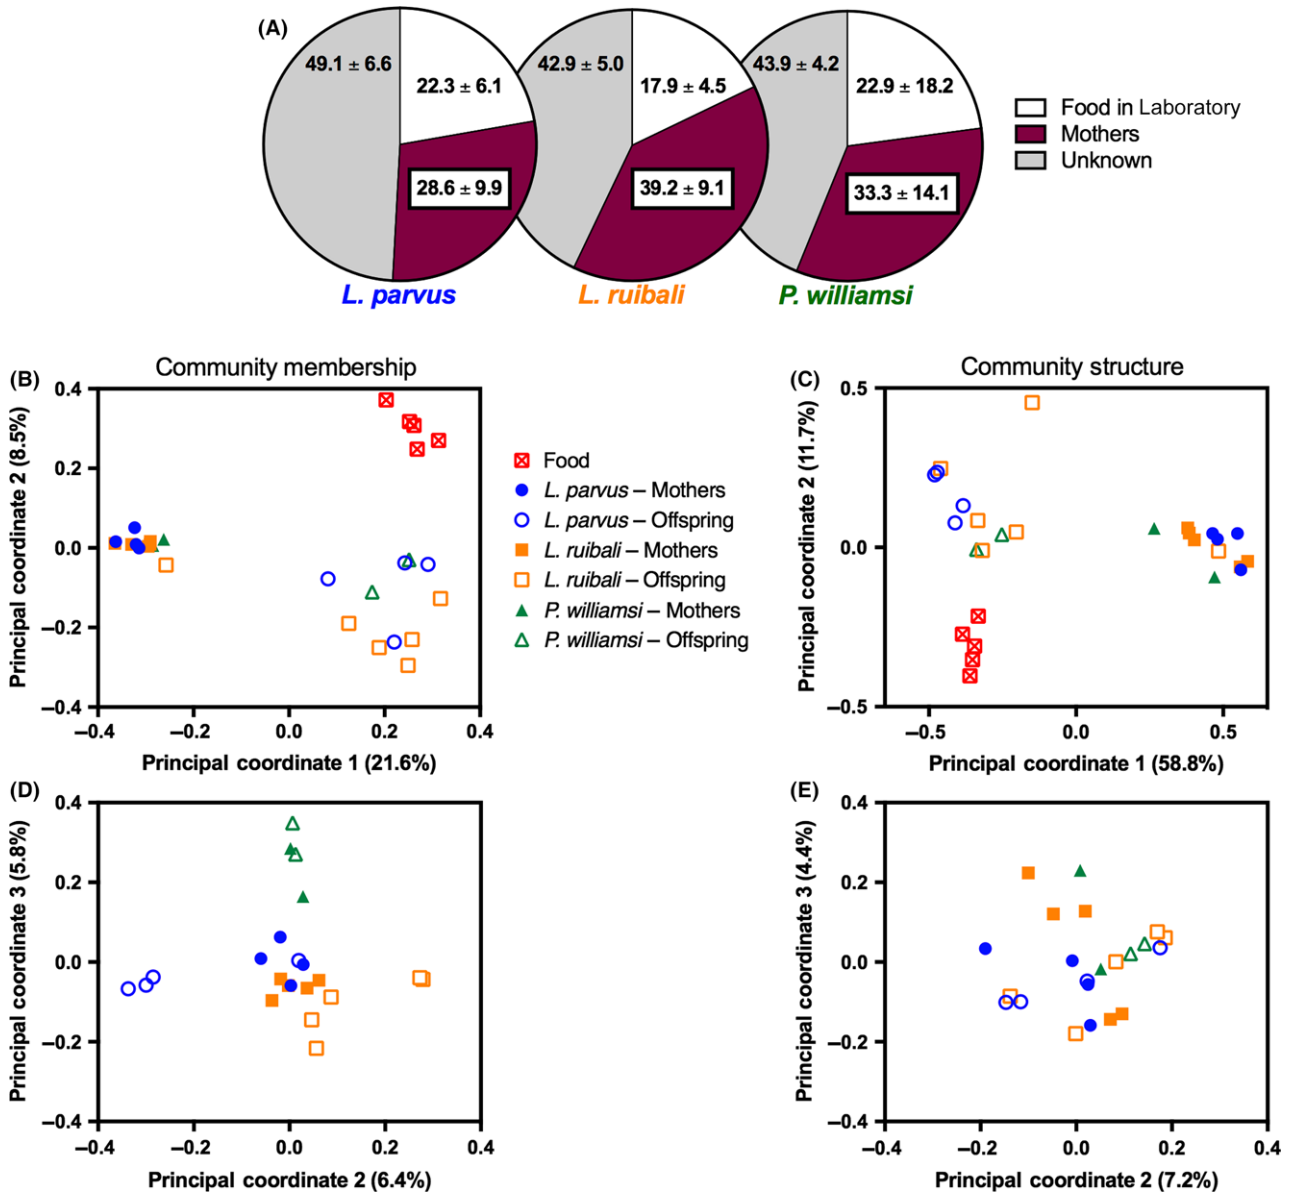 (A)
49.1 ± 6.6
22.3 ± 6.1
28.6 ± 9.9
42.9 ± 5.0
17.9 ± 4.5
39.2 ± 9.1
43.9 ± 4.2
22.9 ± 18.2
33.3 ± 14.1
Food in Laboratory
Mothers
Unknown
L. parvus
L. ruibali
P. williamsi
(B)
Community membership
Principal coordinate 2 (8.5%)
0.4
0.2
0.0
−0.2
−0.4
−0.4
−0.2
0.0
0.2
0.4
Principal coordinate 1 (21.6%)
Food
L. parvus – Mothers
L. parvus – Offspring
L. ruibali – Mothers
L. ruibali – Offspring
P. williamsi – Mothers
P. williamsi – Offspring
(C)
Community structure
Principal coordinate 2 (11.7%)
0.5
0.0
−0.5
−0.5
0.0
0.5
Principal coordinate 1 (58.8%)
(D)
Principal coordinate 3 (5.8%)
0.4
0.2
0.0
−0.2
−0.4
−0.4
−0.2
0.0
0.2
0.4
Principal coordinate 2 (6.4%)
(E)
Principal coordinate 3 (4.4%)
0.4
0.2
0.0
−0.2
−0.4
−0.4
−0.2
0.0
0.2
0.4
Principal coordinate 2 (7.2%)